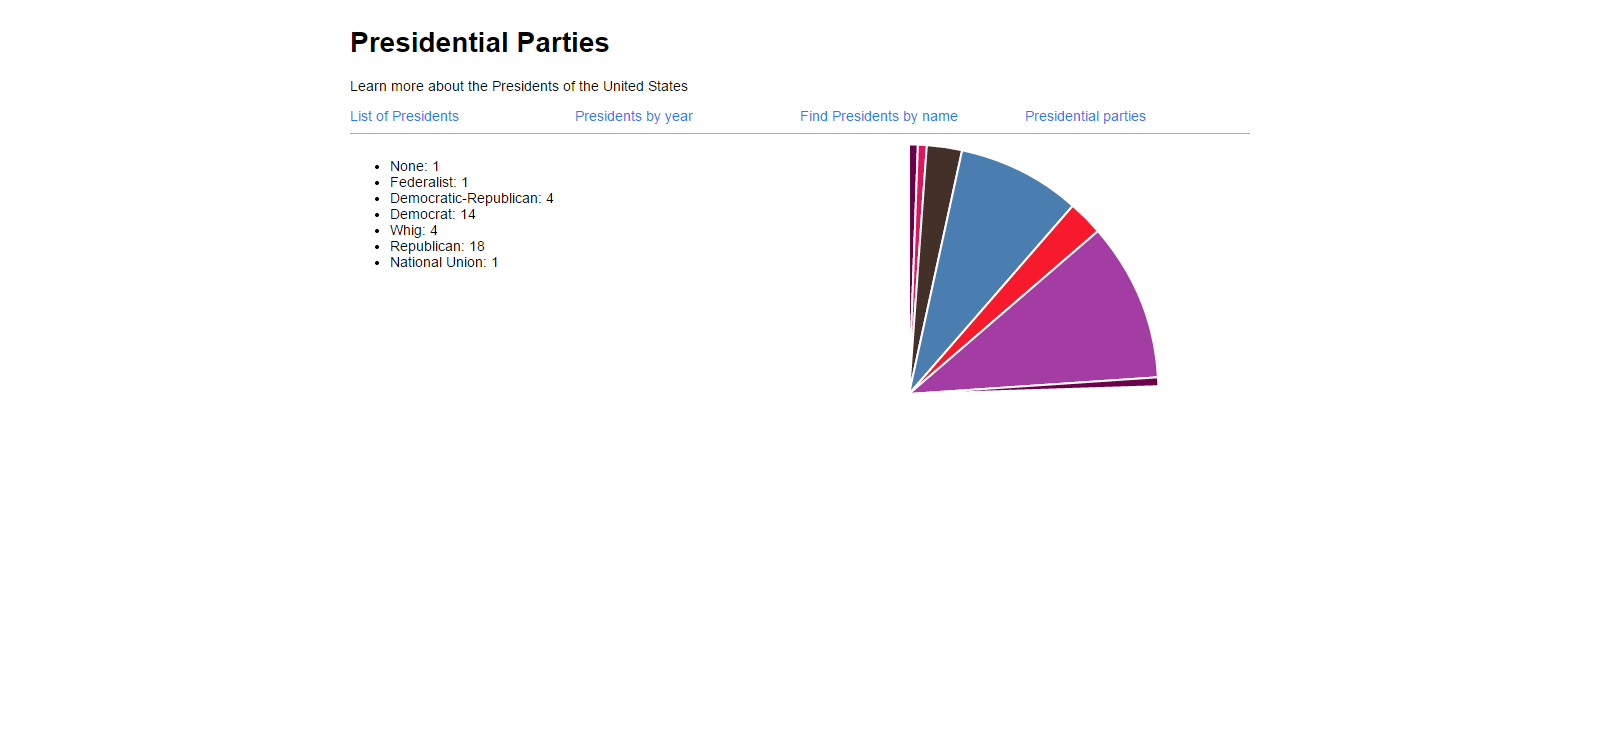 Presidential Parties
Learn more about the Presidents of the United States
List of Presidents Presidents by year Find Presidents by name Presidential parties
None: 1
Federalist: 1
Democratic-Republican: 4
Democrat: 14
Whig: 4
Republican: 18
National Union: 1